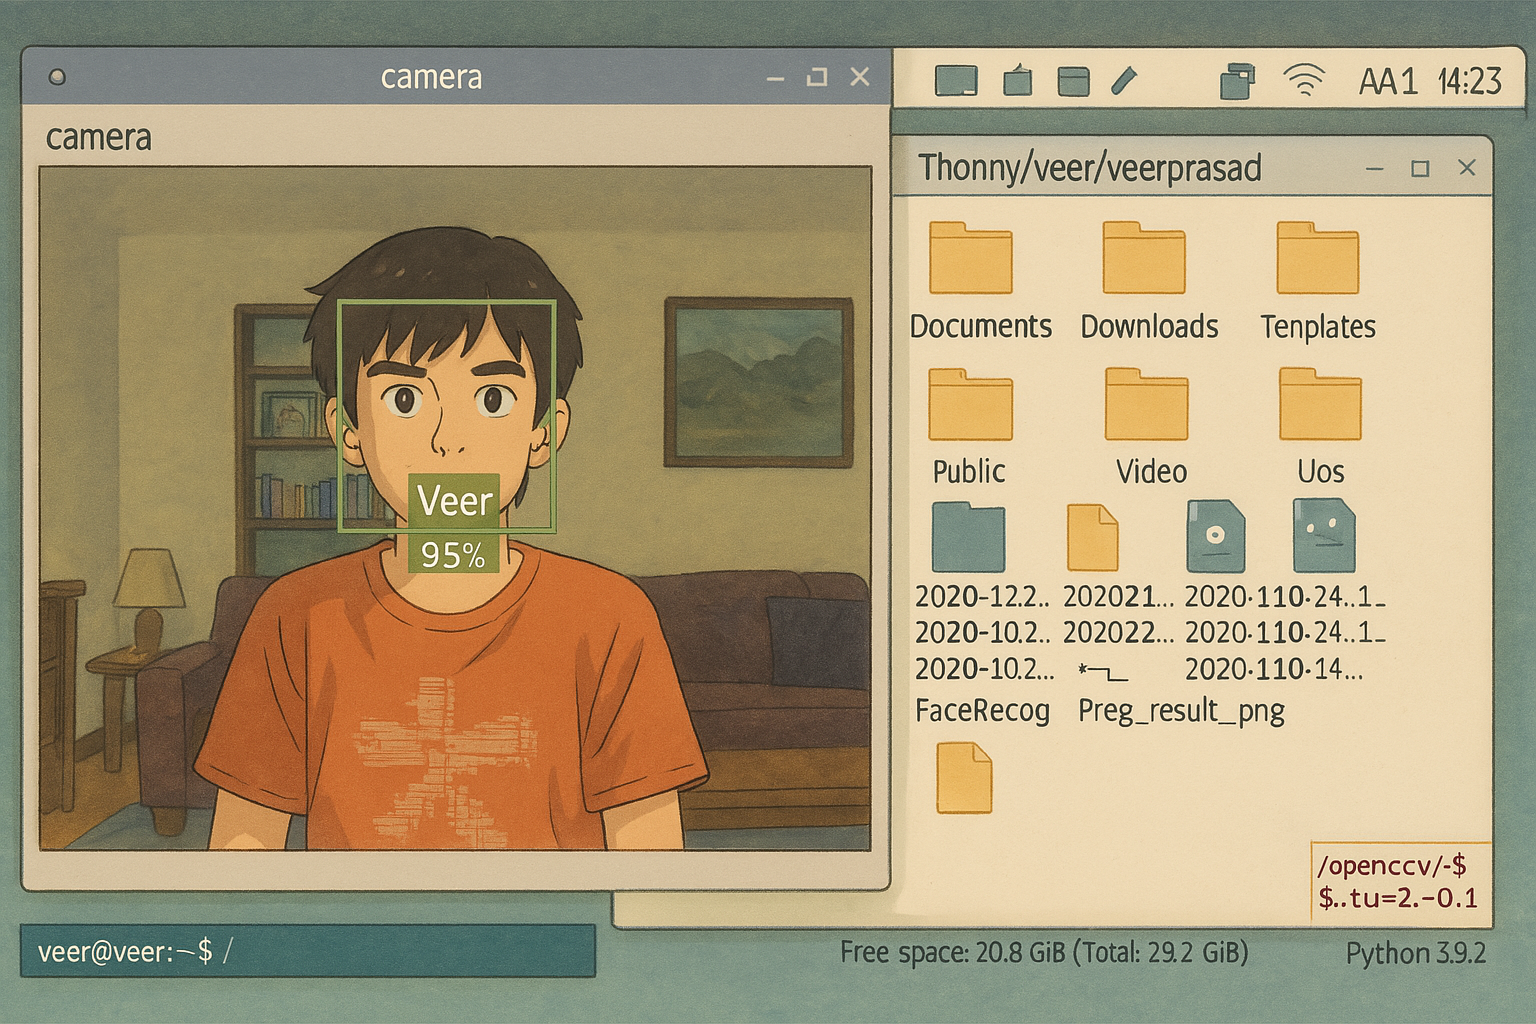 camera
camera
Veer
95%
AA1 14:23
Thonny/veer/veerprasad
Documents Downloads Tenplates
Public Video Uos
2020-12.2.. 202021... 2020·110·24..1_
2020-10.2.. 202022... 2020·110·24..1_
2020-10.2... 2020·110·14...
FaceRecog Preg_result_png
/openccv/-$
$..tu=2.-0.1
veer@veer:~$ /
Free space: 20.8 GiB (Total: 29.2 GiB) Python 3.9.2